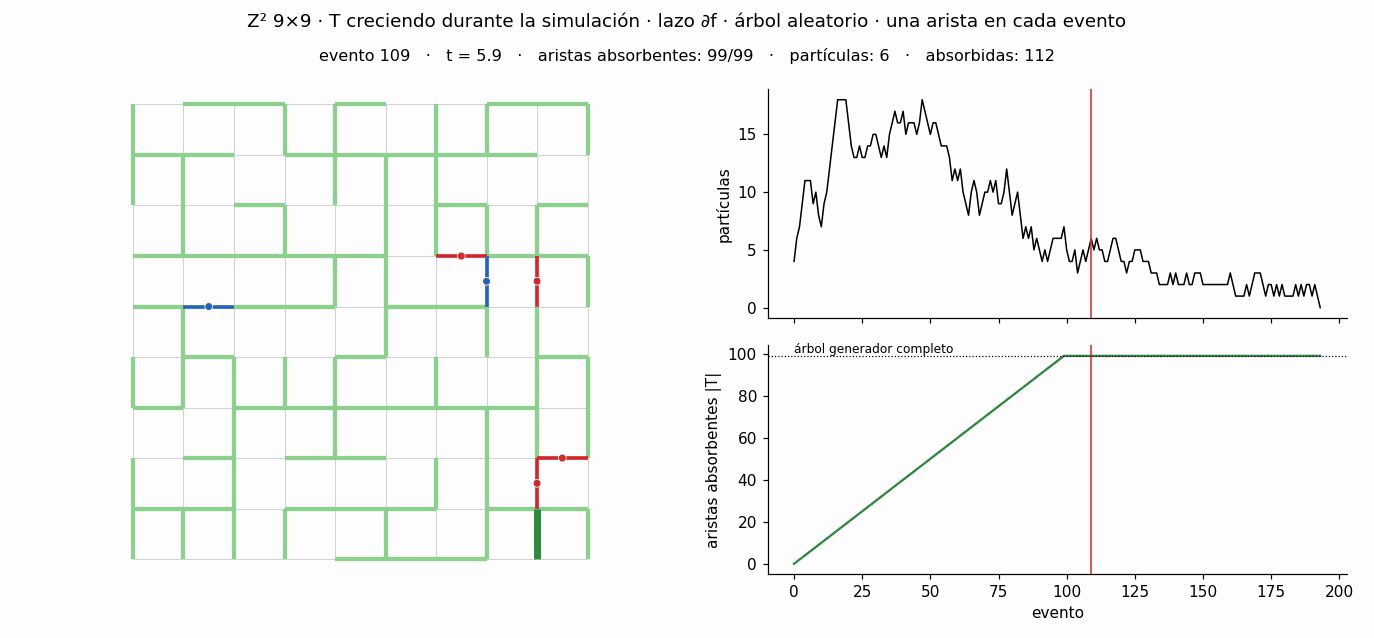 Z² 9×9 · T creciendo durante la simulación · lazo ∂f · árbol aleatorio · una arista en cada evento
evento 109 · t = 5.9 · aristas absorbentes: 99/99 · partículas: 6 · absorbidas: 112
partículas
15
10
5
0
aristas absorbentes |T|
árbol generador completo
100
80
60
40
20
0
0 25 50 75 100 125 150 175 200
evento